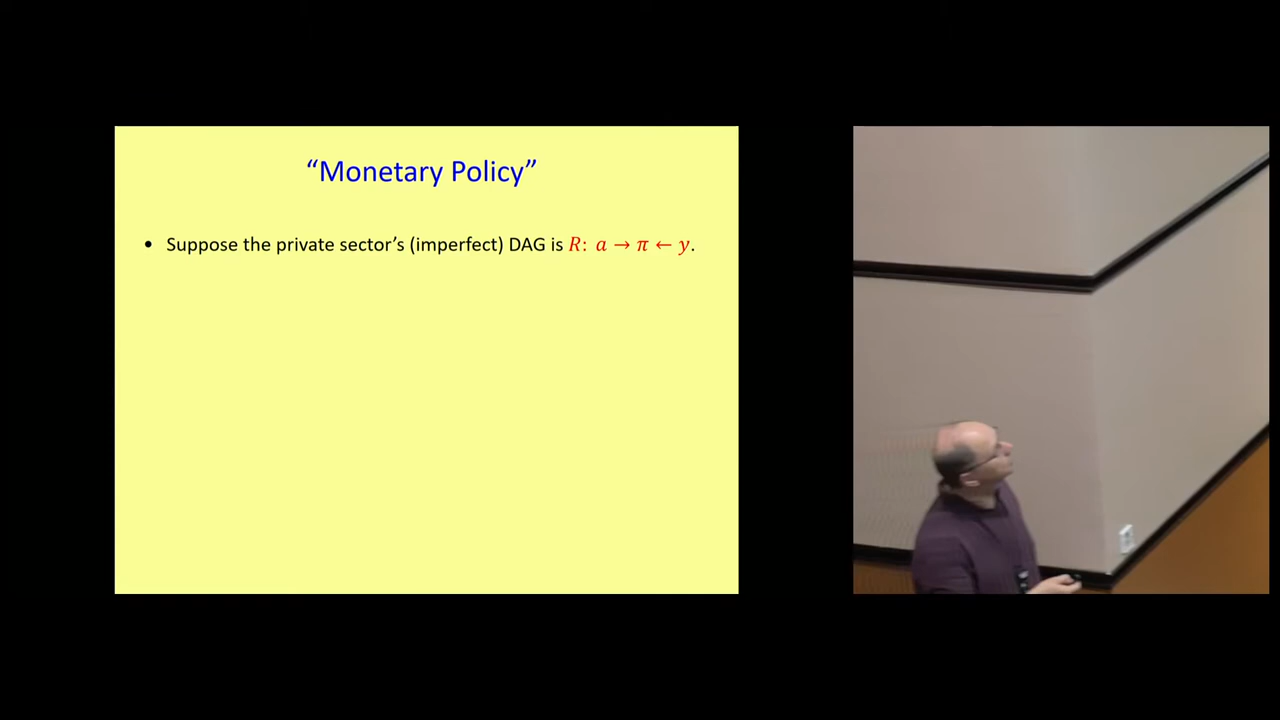 “Monetary Policy”
• Suppose the private sector’s (imperfect) DAG is R: a → π ← y.